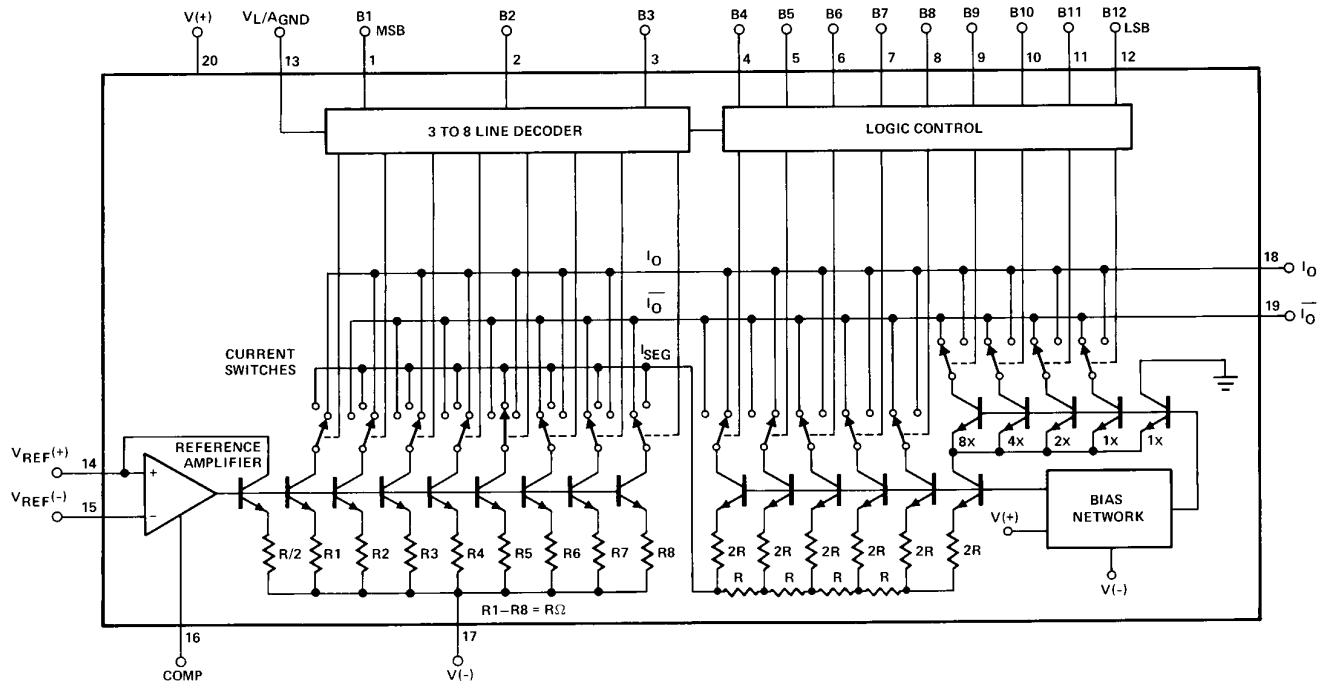 V(+)
VL/AGND
B1
MSB
B2
B3
B4
B5
B6
B7
B8
B9
B10
B11
B12
LSB
20
13
1
2
3
4
5
6
7
8
9
10
11
12
3 TO 8 LINE DECODER
LOGIC CONTROL
IO
18
IO
IO
19
IO
CURRENT
SWITCHES
ISEG
8x
4x
2x
1x
1x
VREF(+)
14
REFERENCE
AMPLIFIER
+
VREF(-)
15
−
BIAS
NETWORK
V(+)
V(-)
R/2
R1
R2
R3
R4
R5
R6
R7
R8
2R
2R
2R
2R
2R
2R
R
R
R
R
R1–R8 = RΩ
16
COMP
17
V(-)